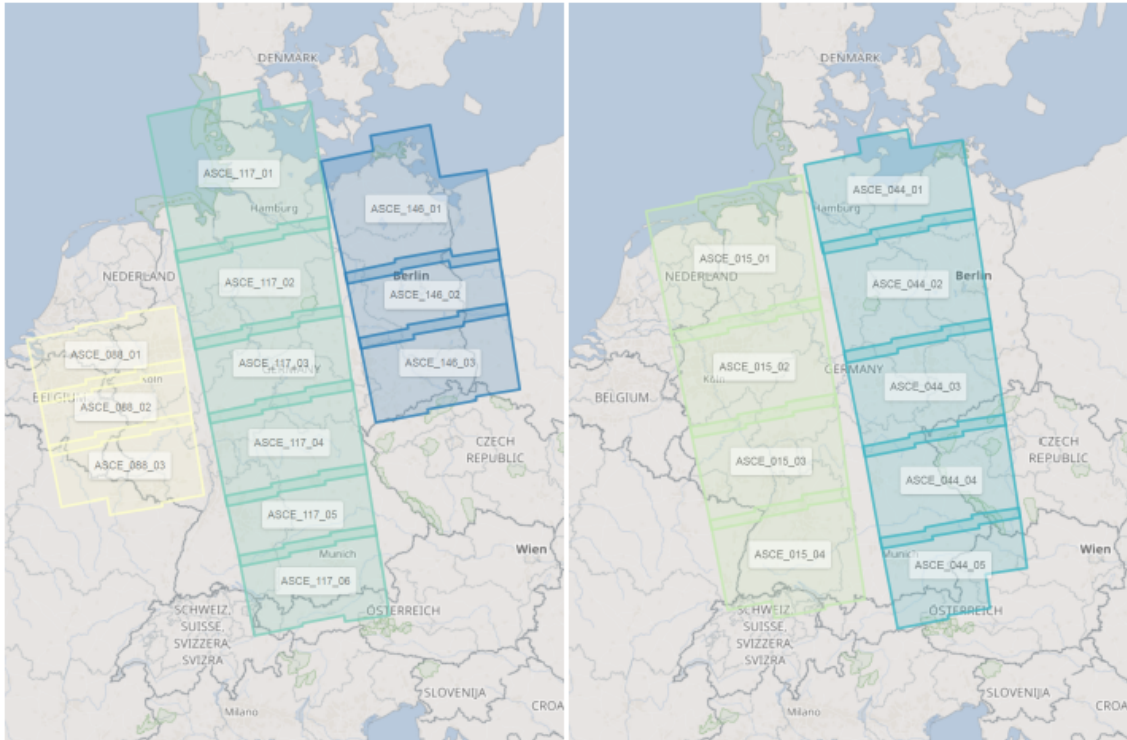 DENMARK
ASCE_117_01
Hamburg
ASCE_146_01
NEDERLAND
ASCE_117_02
Berlin
ASCE_146_02
ASCE_088_01
Köln
ASCE_117_03
GERMANY
ASCE_146_03
BELGIUM
ASCE_088_02
ASCE_117_04
CZECH
REPUBLIC
ASCE_088_03
ASCE_117_05
Munich
Wien
ASCE_117_06
SCHWEIZ,
SUISSE,
SVIZZERA,
SVIZRA
ÖSTERREICH
SLOVENIJA
Milano
CROA
DENMARK
ASCE_044_01
Hamburg
ASCE_015_01
NEDERLAND
ASCE_044_02
Berlin
ASCE_015_02
Köln
GERMANY
ASCE_044_03
BELGIUM
ASCE_015_03
ASCE_044_04
CZECH
REPUBLIC
ASCE_015_04
Munich
ASCE_044_05
Wien
SCHWEIZ,
SUISSE,
SVIZZERA,
SVIZRA
ÖSTERREICH
SLOVENIJA
Milano
CROA